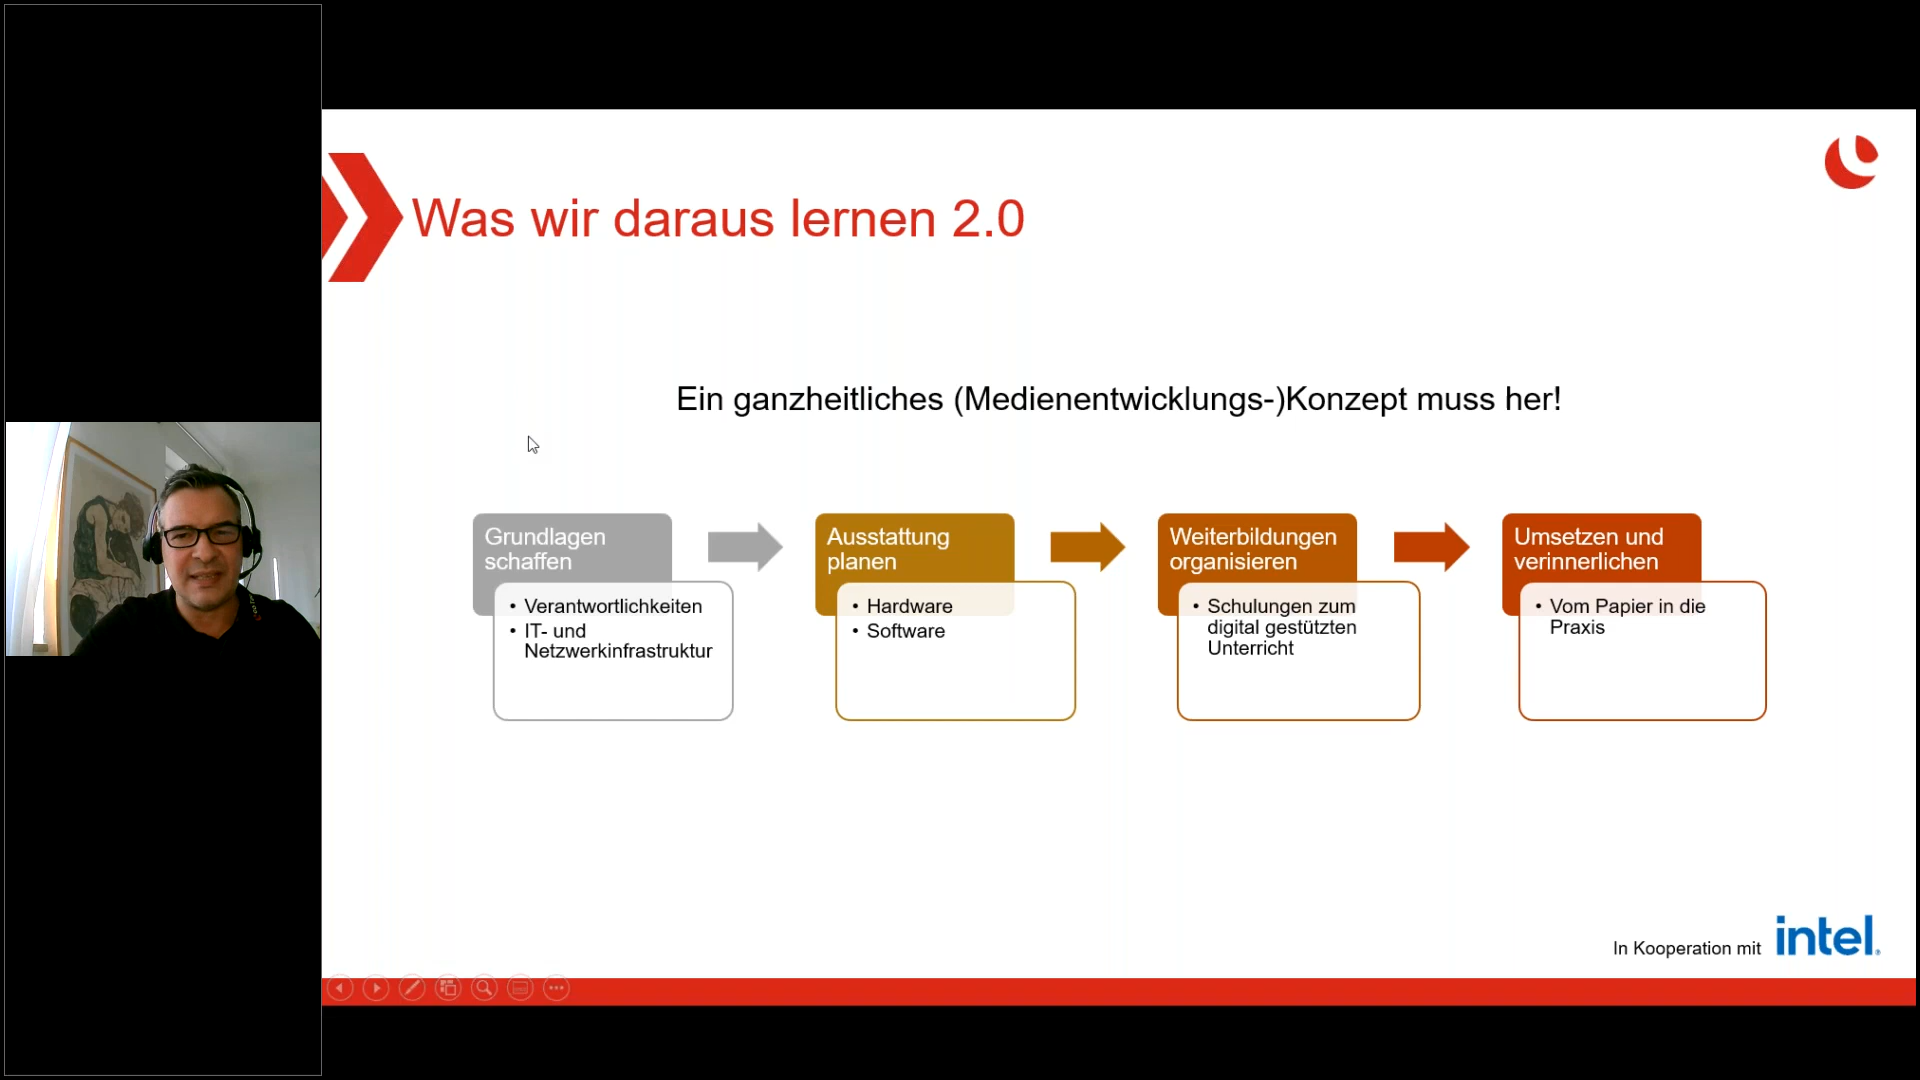 Was wir daraus lernen 2.0
Ein ganzheitliches (Medienentwicklungs-)Konzept muss her!
Grundlagen
schaffen
• Verantwortlichkeiten
• IT- und
Netzwerkinfrastruktur
Ausstattung
planen
• Hardware
• Software
Weiterbildungen
organisieren
• Schulungen zum
digital gestützten
Unterricht
Umsetzen und
verinnerlichen
• Vom Papier in die
Praxis
In Kooperation mit intel.